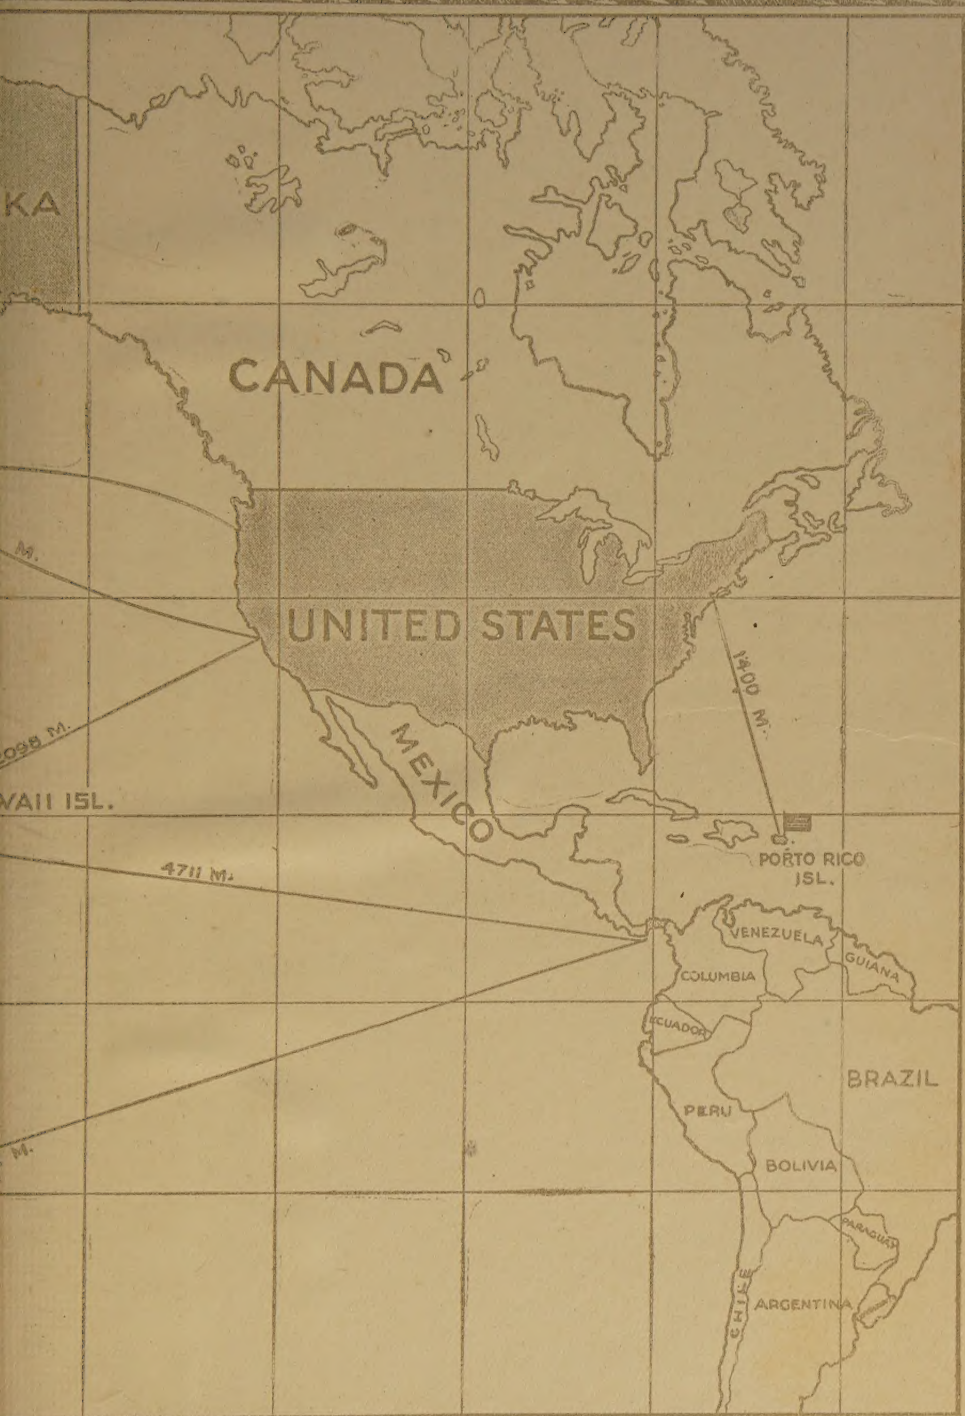 KA
CANADA
M.
UNITED STATES
1400 M.
2098 M.
MEXICO
WAII ISL.
PORTO RICO
ISL.
4711 M.
VENEZUELA
GUIANA
COLUMBIA
ECUADOR
BRAZIL
PERU
M.
BOLIVIA
PARAGUAY
CHILE
ARGENTINA